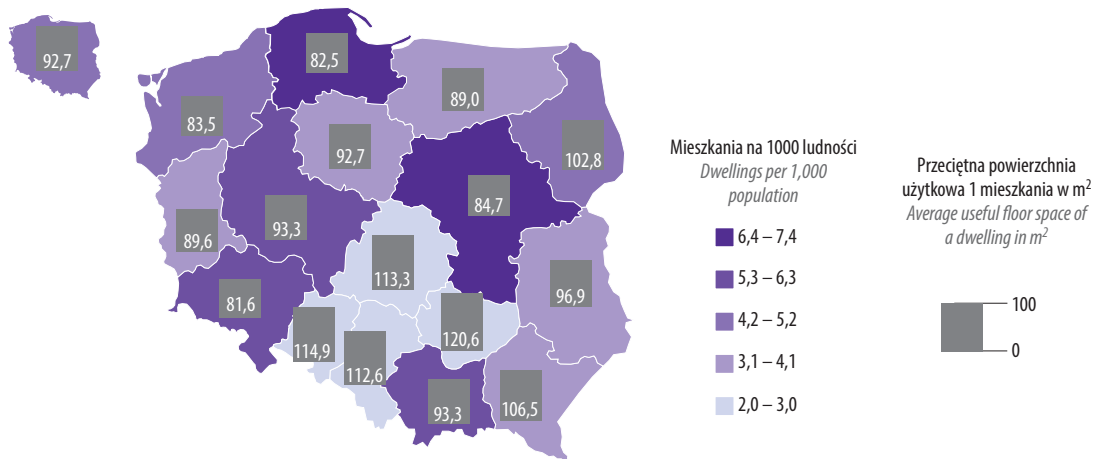 92,7
82,5
89,0
83,5
92,7
102,8
84,7
93,3
89,6
113,3
96,9
81,6
114,9
120,6
112,6
93,3
106,5
Mieszkania na 1000 ludności
Dwellings per 1,000
population
6,4 – 7,4
5,3 – 6,3
4,2 – 5,2
3,1 – 4,1
2,0 – 3,0
Przeciętna powierzchnia
użytkowa 1 mieszkania w m²
Average useful floor space of
a dwelling in m²
100
0